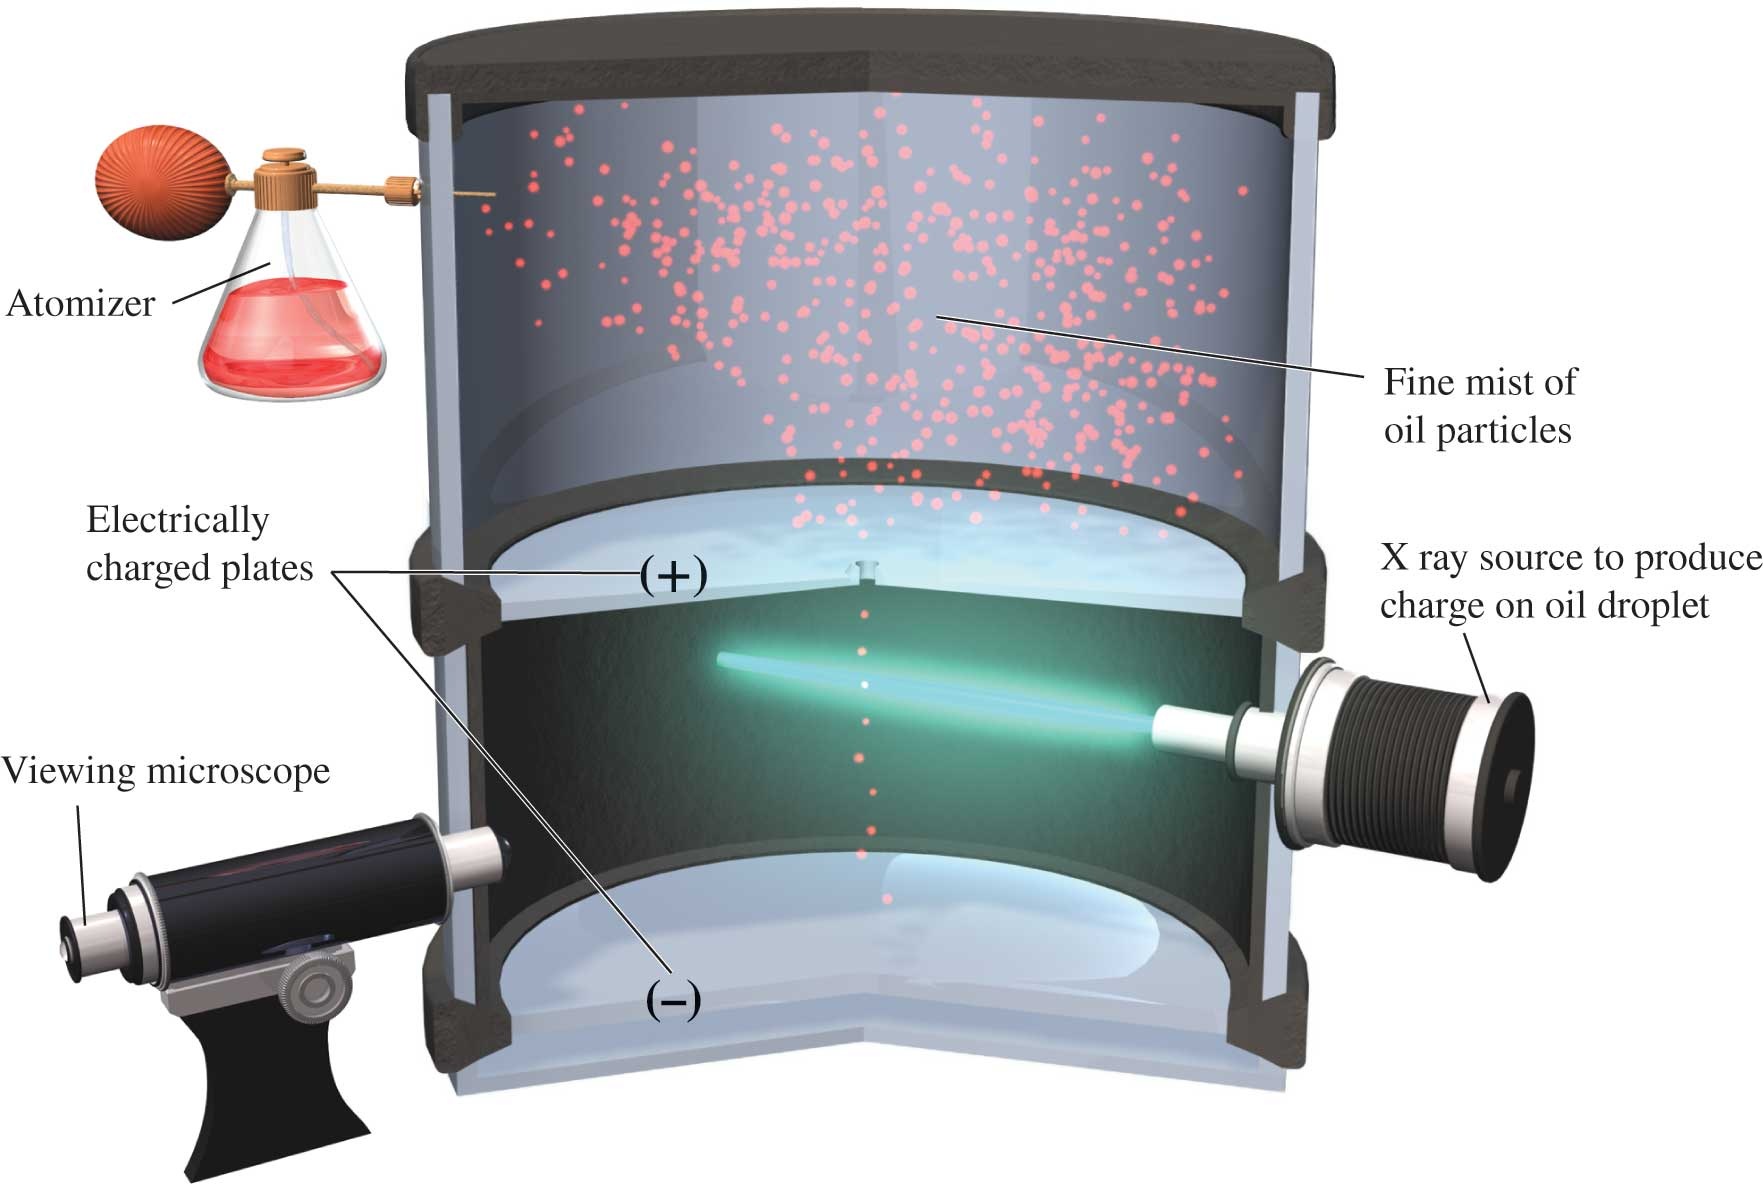 Atomizer
Fine mist of
oil particles
Electrically
charged plates
(+)
X ray source to produce
charge on oil droplet
Viewing microscope
(–)